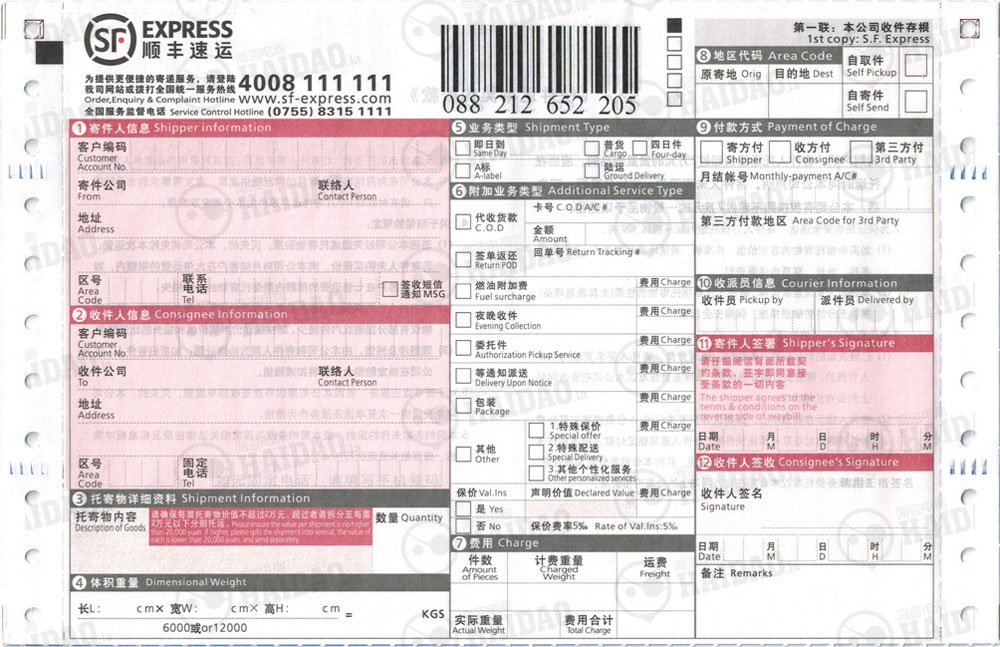 SF EXPRESS
顺丰速运
为提供更便捷的寄递服务，请登陆
我司网站或拨打全国统一服务热线 4008 111 111
Order,Enquiry & Complaint Hotline www.sf-express.com
全国服务监督电话 Service Control Hotline (0755) 8315 1111
088 212 652 205
第一联：本公司收件存根
1st copy: S.F. Express
① 寄件人信息 Shipper information
客户编码
Customer
Account No.
寄件公司
From
联络人
Contact Person
地址
Address
区号
Area
Code
联系
电话
Tel
签收短信
通知 MSG
② 收件人信息 Consignee Information
客户编码
Customer
Account No.
收件公司
To
联络人
Contact Person
地址
Address
区号
Area
Code
固定
电话
Tel
③ 托寄物详细资料 Shipment Information
托寄物内容
Description of Goods
请确保每票托寄物价值不超过2万元，超过者请拆分至每票
2万元以下分别托运。Please ensure the value per shipment is no higher
than 20,000 yuan. If higher, please split the shipment into several, the value of
each is lower than 20,000 yuan, and send separately.
数量 Quantity
④ 体积重量 Dimensional Weight
长L: cm× 宽W: cm× 高H: cm = KGS
6000或or12000
⑤ 业务类型 Shipment Type
即日到
Same Day
普货
Cargo
四日件
Four-day
A标
A-label
陆运
Ground Delivery
⑥ 附加业务类型 Additional Service Type
代收货款
C.O.D
卡号 C.O.D A/C #
金额
Amount
签单返还
Return POD
回单号 Return Tracking #
燃油附加费
Fuel surcharge
费用 Charge
夜晚收件
Evening Collection
费用 Charge
委托件
Authorization Pickup Service
费用 Charge
等通知派送
Delivery Upon Notice
费用 Charge
包装
Package
费用 Charge
其他
Other
1.特殊保价
Special offer
2.特殊配送
Special Delivery
3.其他个性化服务
Other personalized services
费用 Charge
保价 Val.Ins
声明价值 Declared Value
费用 Charge
是 Yes
否 No
保价费率5‰ Rate of Val.Ins:5‰
⑦ 费用 Charge
件数
Amount
of Pieces
计费重量
Charged
Weight
运费
Freight
实际重量
Actual Weight
费用合计
Total Charge
⑧ 地区代码 Area Code
原寄地 Orig
目的地 Dest
自取件
Self Pickup
自寄件
Self Send
⑨ 付款方式 Payment of Charge
寄方付
Shipper
收方付
Consignee
第三方付
3rd Party
月结帐号 Monthly-payment A/C#
第三方付款地区 Area Code for 3rd Party
⑩ 收派员信息 Courier Information
收件员 Pickup by
派件员 Delivered by
⑪ 寄件人签署 Shipper's Signature
请仔细阅读背面所载契
约条款，签字即同意接
受条款的一切内容
The shipper agrees to the
terms & conditions on the
reverse side of waybill
日期
Date
月
M
日
D
时
H
分
M
⑫ 收件人签收 Consignee's Signature
收件人签名
Signature
日期
Date
月
M
日
D
时
H
分
M
备注 Remarks
海盗电商
HAIDAO.la